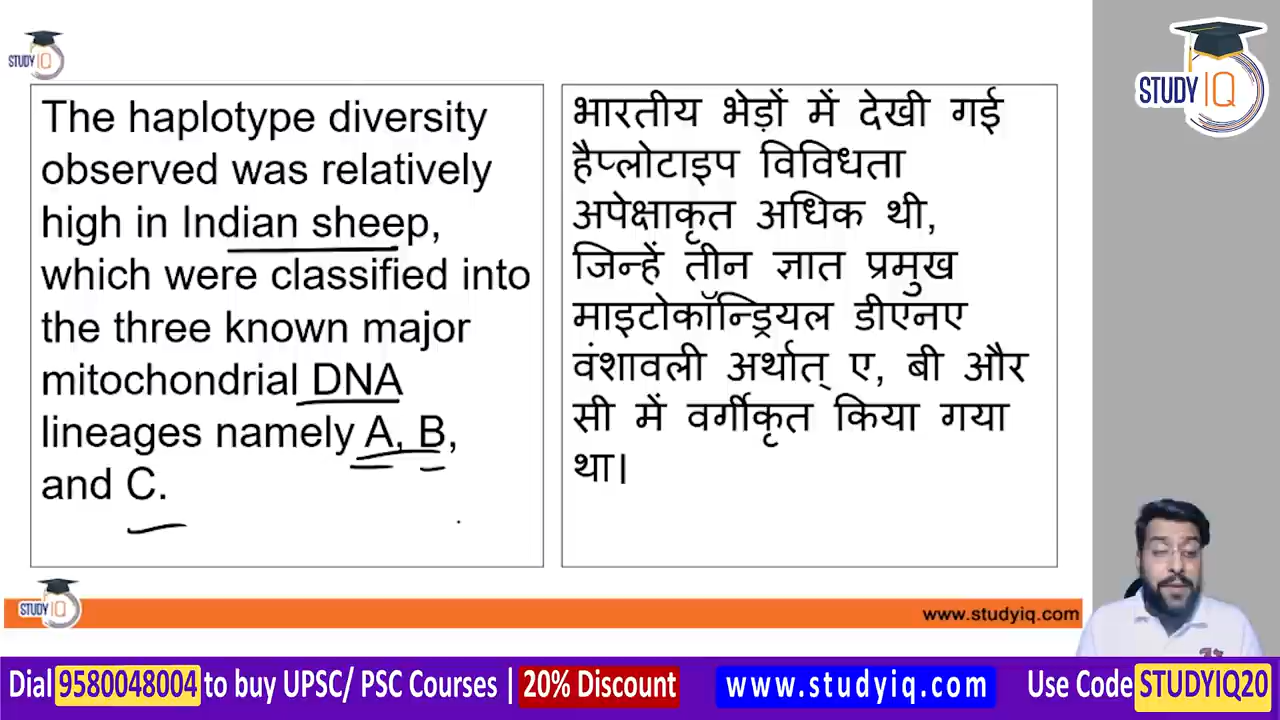 STUDY IQ
STUDY IQ
The haplotype diversity
observed was relatively
high in Indian sheep,
which were classified into
the three known major
mitochondrial DNA
lineages namely A, B,
and C.
भारतीय भेड़ों में देखी गई
हैप्लोटाइप विविधता
अपेक्षाकृत अधिक थी,
जिन्हें तीन ज्ञात प्रमुख
माइटोकॉन्ड्रियल डीएनए
वंशावली अर्थात् ए, बी और
सी में वर्गीकृत किया गया
था।
STUDY IQ
www.studyiq.com
Dial 9580048004 to buy UPSC/ PSC Courses | 20% Discount www.studyiq.com Use Code STUDYIQ20